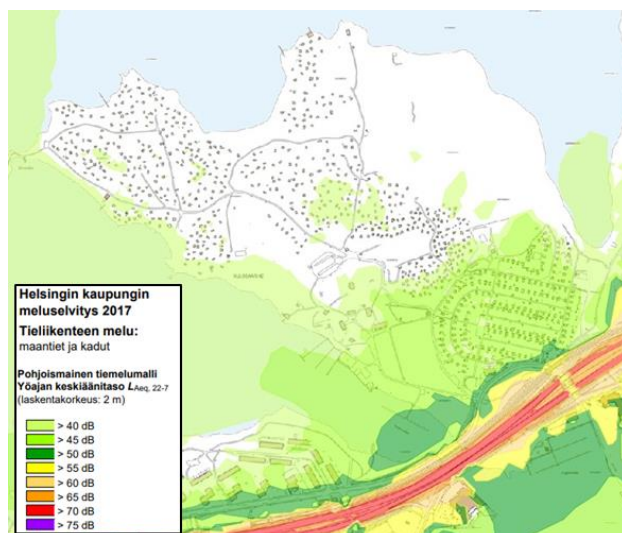 Helsingin kaupungin
meluselvitys 2017
Tieliikenteen melu:
maantiet ja kadut
Pohjoismainen tiemelumalli
Yöajan keskiäänitaso LAeq, 22-7
(laskentakorkeus: 2 m)
> 40 dB
> 45 dB
> 50 dB
> 55 dB
> 60 dB
> 65 dB
> 70 dB
> 75 dB